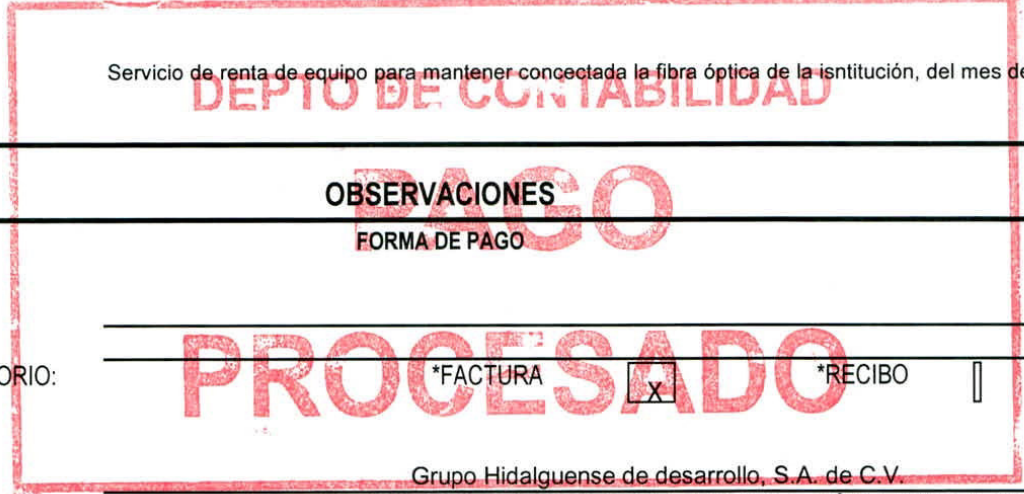 Servicio de renta de equipo para mantener concectada la fibra óptica de la isntitución, del mes de
DEPTO DE CONTABILIDAD
OBSERVACIONES
PAGO
FORMA DE PAGO
PROCESADO
ORIO: *FACTURA X *RECIBO
Grupo Hidalguense de desarrollo, S.A. de C.V.